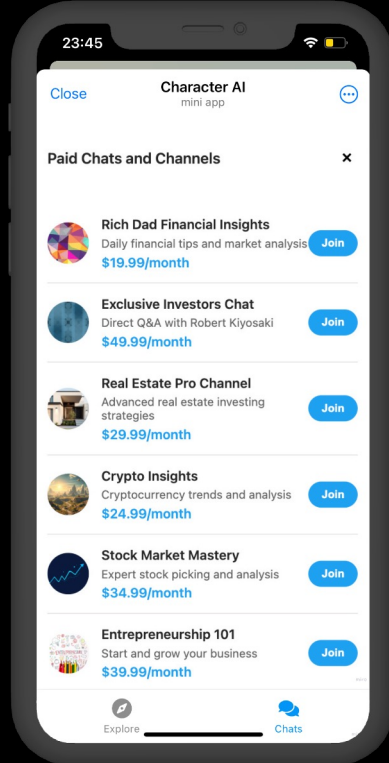 23:45
Close
Character AI
mini app
Paid Chats and Channels
Rich Dad Financial Insights
Daily financial tips and market analysis
$19.99/month
Join
Exclusive Investors Chat
Direct Q&A with Robert Kiyosaki
$49.99/month
Join
Real Estate Pro Channel
Advanced real estate investing
strategies
$29.99/month
Join
Crypto Insights
Cryptocurrency trends and analysis
$24.99/month
Join
Stock Market Mastery
Expert stock picking and analysis
$34.99/month
Join
Entrepreneurship 101
Start and grow your business
$39.99/month
Join
Explore
Chats